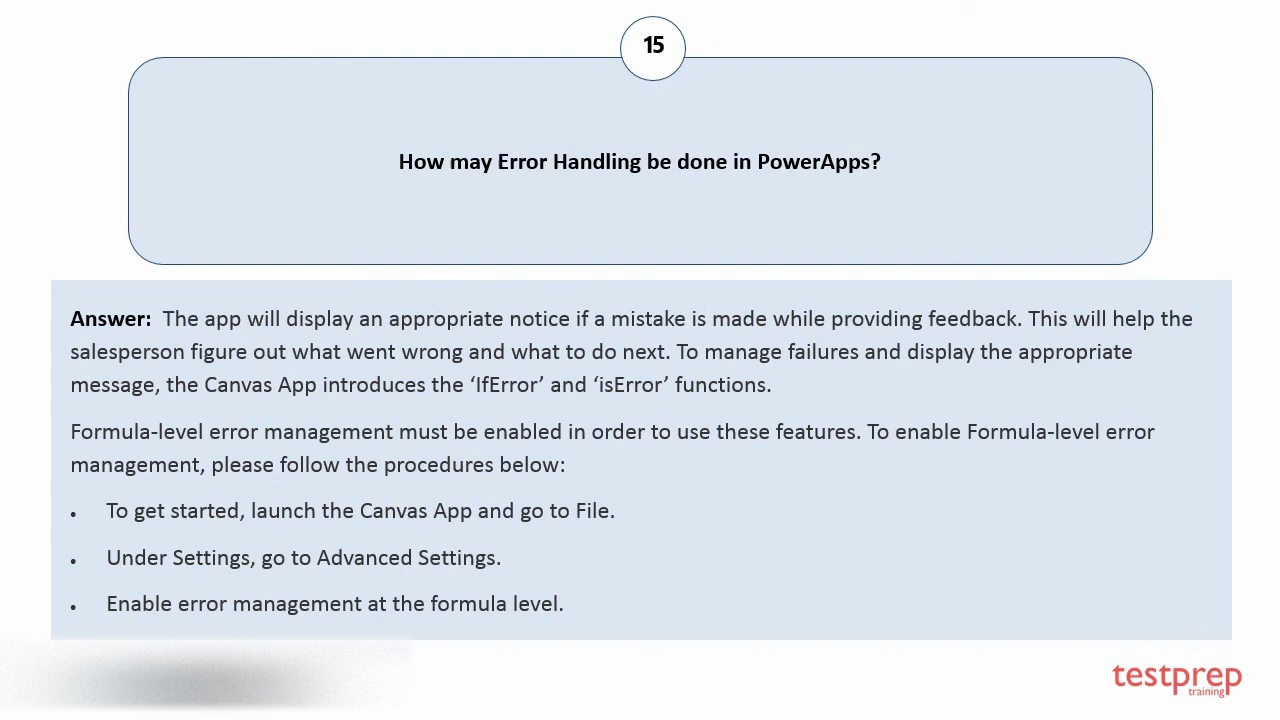 15
How may Error Handling be done in PowerApps?
Answer:  The app will display an appropriate notice if a mistake is made while providing feedback. This will help the
salesperson figure out what went wrong and what to do next. To manage failures and display the appropriate
message, the Canvas App introduces the ‘IfError’ and ‘isError’ functions.
Formula-level error management must be enabled in order to use these features. To enable Formula-level error
management, please follow the procedures below:
• To get started, launch the Canvas App and go to File.
• Under Settings, go to Advanced Settings.
• Enable error management at the formula level.
testprep
training